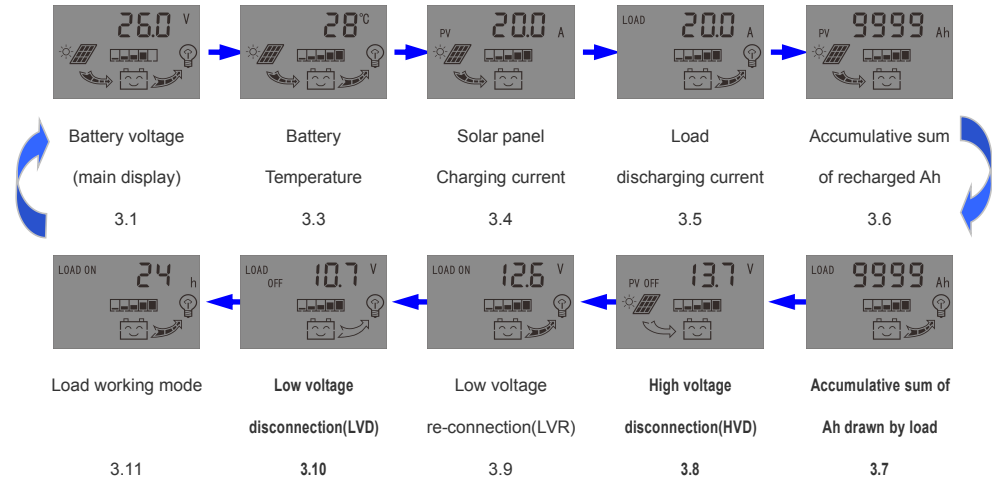 26.0 V
28 ℃
PV 20.0 A
LOAD 20.0 A
PV 9999 Ah
Battery voltage
(main display)
3.1
Battery
Temperature
3.3
Solar panel
Charging current
3.4
Load
discharging current
3.5
Accumulative sum
of recharged Ah
3.6
LOAD ON 24 h
LOAD OFF 10.7 V
LOAD ON 12.6 V
PV OFF 13.7 V
LOAD 9999 Ah
Load working mode
3.11
Low voltage
disconnection(LVD)
3.10
Low voltage
re-connection(LVR)
3.9
High voltage
disconnection(HVD)
3.8
Accumulative sum of
Ah drawn by load
3.7